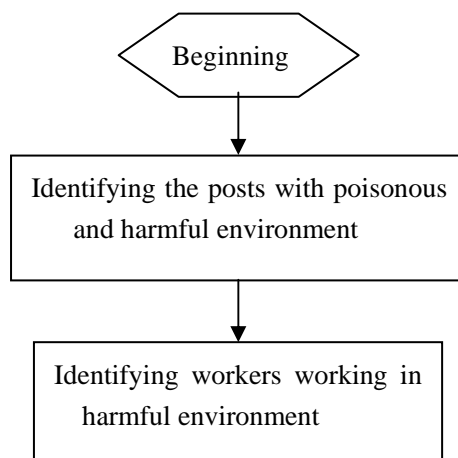 Beginning
Identifying the posts with poisonous
and harmful environment
Identifying workers working in
harmful environment